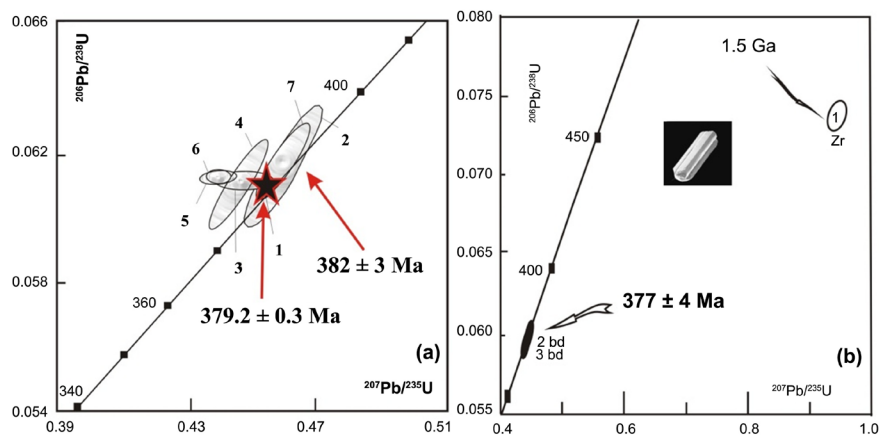 0.066
0.062
0.058
0.054
206Pb/238U
340
360
400
7
4
2
6
5
3
1
382 ± 3 Ma
379.2 ± 0.3 Ma
(a)
207Pb/235U
0.39
0.43
0.47
0.51
0.080
0.075
0.070
0.065
0.060
0.055
206Pb/238U
1.5 Ga
1
Zr
450
400
377 ± 4 Ma
2 bd
3 bd
(b)
207Pb/235U
0.4
0.6
0.8
1.0